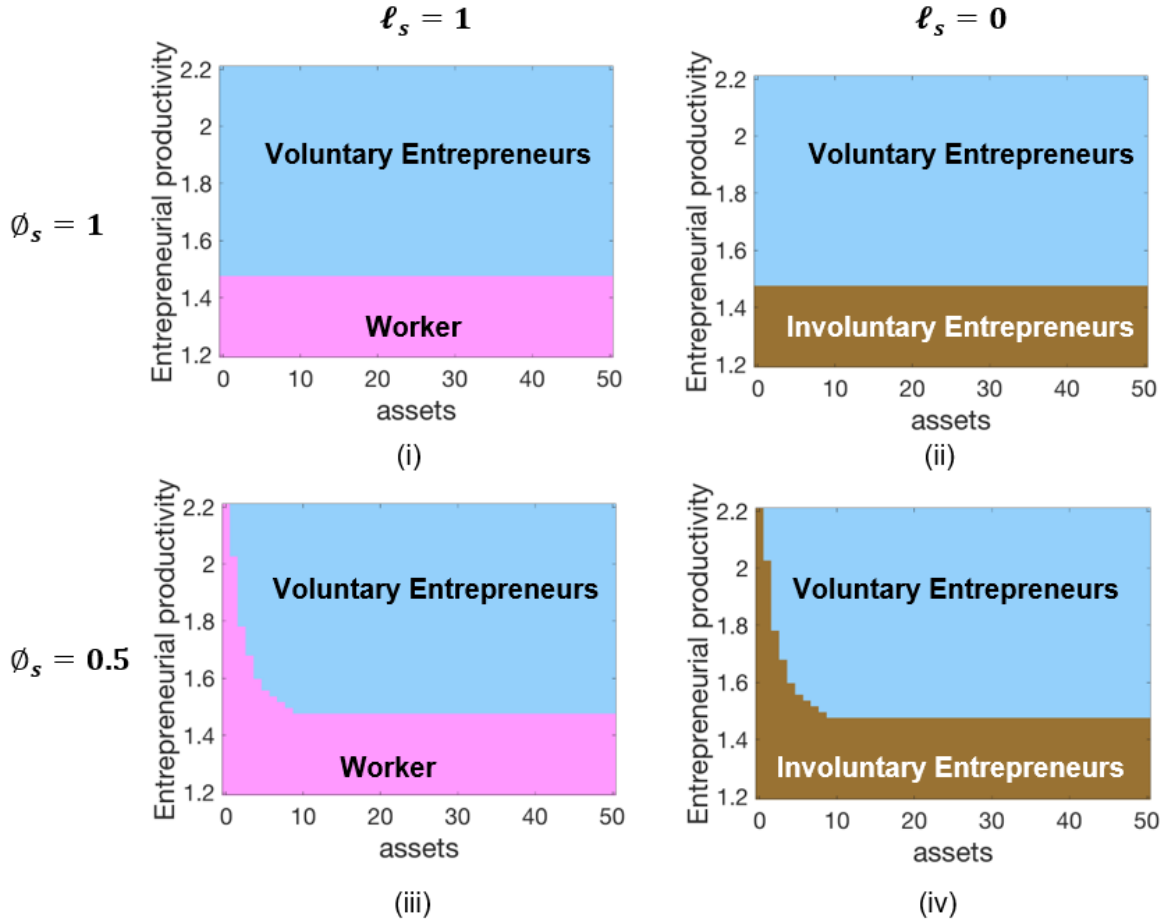 ℓₛ = 1
ℓₛ = 0
∅ₛ = 1
Entrepreneurial productivity
2.2
2
1.8
1.6
1.4
1.2
Voluntary Entrepreneurs
Worker
0 10 20 30 40 50
assets
(i)
Entrepreneurial productivity
2.2
2
1.8
1.6
1.4
1.2
Voluntary Entrepreneurs
Involuntary Entrepreneurs
0 10 20 30 40 50
assets
(ii)
∅ₛ = 0.5
Entrepreneurial productivity
2.2
2
1.8
1.6
1.4
1.2
Voluntary Entrepreneurs
Worker
0 10 20 30 40 50
assets
(iii)
Entrepreneurial productivity
2.2
2
1.8
1.6
1.4
1.2
Voluntary Entrepreneurs
Involuntary Entrepreneurs
0 10 20 30 40 50
assets
(iv)